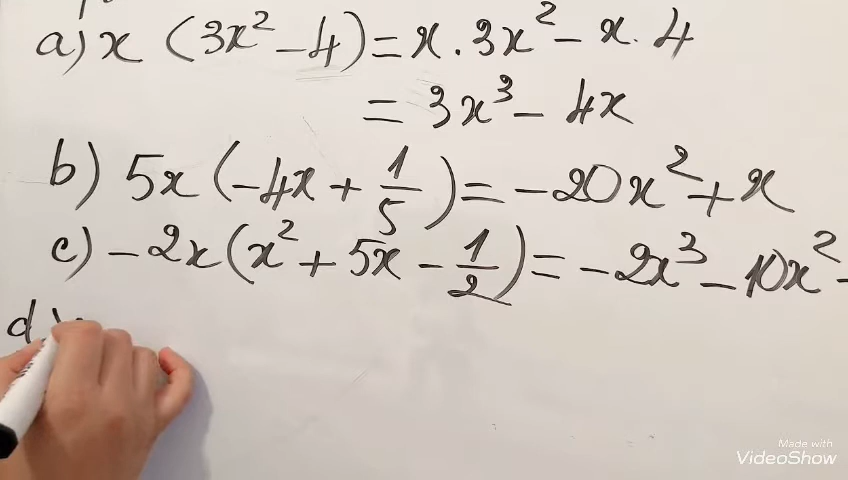 a) x (3x² - 4) = x . 3x² - x . 4
= 3x³ - 4x
b) 5x (-4x + 1/5) = -20x² + x
c) -2x (x² + 5x - 1/2) = -2x³ - 10x² -
d)
Made with
VideoShow